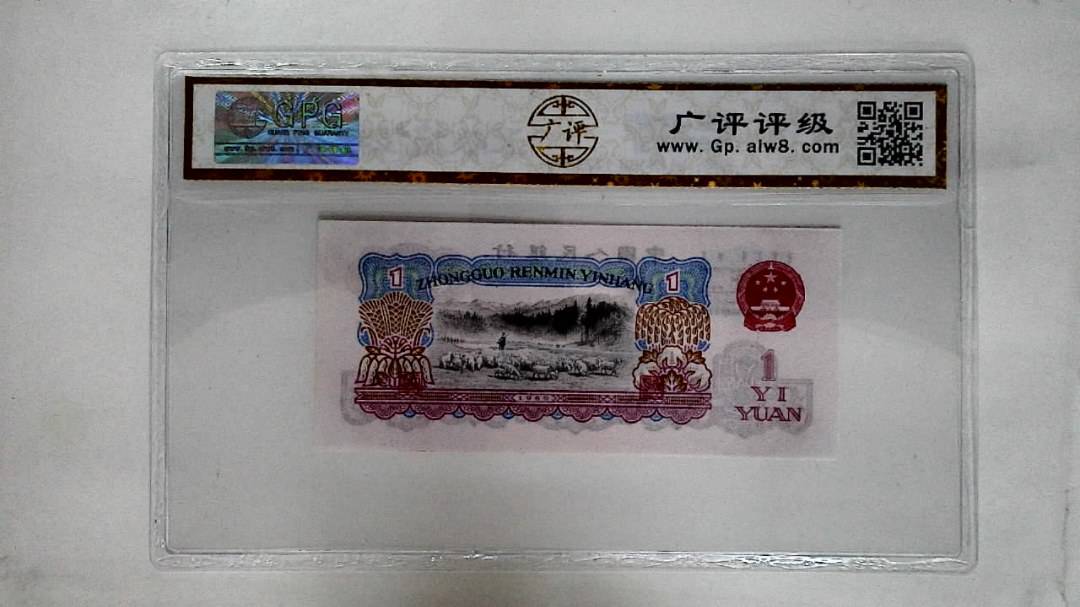 GPG
广评
广评评级
www. Gp. alw8. com
1 ZHONGGUO RENMIN YINHANG 1
1
YI
YUAN
1960